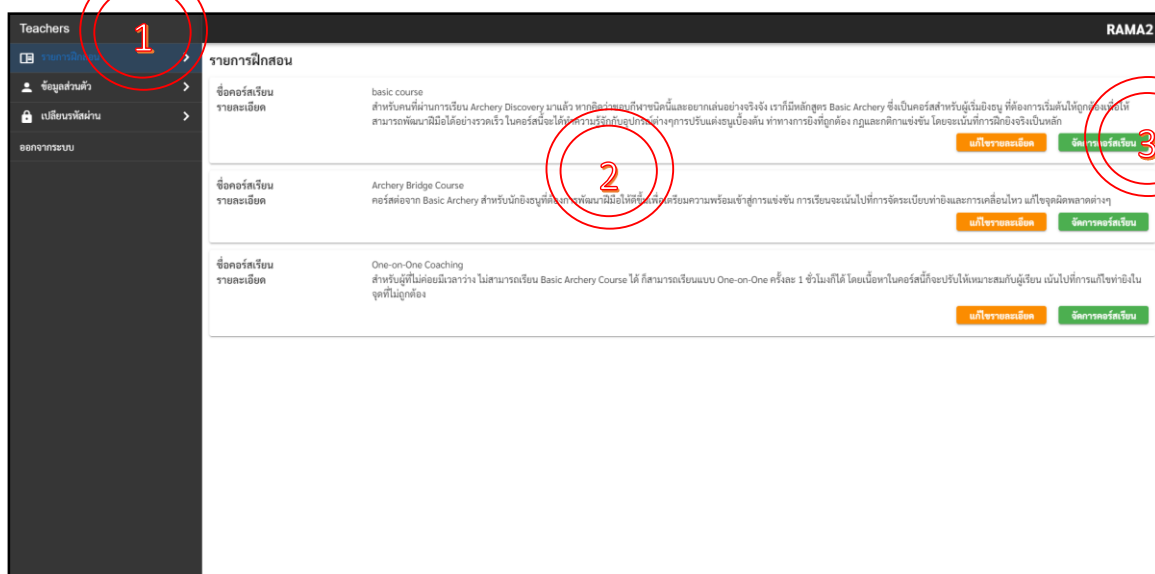 Teachers
1
RAMA2
รายการฝึกสอน
ข้อมูลส่วนตัว
เปลี่ยนรหัสผ่าน
ออกจากระบบ
รายการฝึกสอน
ชื่อคอร์สเรียน basic course
รายละเอียด สำหรับคนที่ผ่านการเรียน Archery Discovery มาแล้ว หากคิดว่าชอบกีฬาชนิดนี้และอยากเล่นอย่างจริงจัง เราก็มีหลักสูตร Basic Archery ซึ่งเป็นคอร์สสำหรับผู้เริ่มยิงธนู ที่ต้องการเริ่มต้นให้ถูกต้องเพื่อให้
สามารถพัฒนาฝีมือได้อย่างรวดเร็ว ในคอร์สนี้จะได้ทำความรู้จักกับอุปกรณ์ต่างๆการปรับแต่งธนูเบื้องต้น ท่าทางการยิงที่ถูกต้อง กฎและกติกาแข่งขัน โดยจะเน้นที่การฝึกยิงจริงเป็นหลัก
แก้ไขรายละเอียด จัดการคอร์สเรียน
3
2
ชื่อคอร์สเรียน Archery Bridge Course
รายละเอียด คอร์สต่อจาก Basic Archery สำหรับนักยิงธนูที่ต้องการพัฒนาฝีมือให้ดีขึ้นเพื่อเตรียมความพร้อมเข้าสู่การแข่งขัน การเรียนจะเน้นไปที่การจัดระเบียบท่ายิงและการเคลื่อนไหว แก้ไขจุดผิดพลาดต่างๆ
แก้ไขรายละเอียด จัดการคอร์สเรียน
ชื่อคอร์สเรียน One-on-One Coaching
รายละเอียด สำหรับผู้ที่ไม่ค่อยมีเวลาว่าง ไม่สามารถเรียน Basic Archery Course ได้ ก็สามารถเรียนแบบ One-on-One ครั้งละ 1 ชั่วโมงก็ได้ โดยเนื้อหาในคอร์สนี้ก็จะปรับให้เหมาะสมกับผู้เรียน เน้นไปที่การแก้ไขท่ายิงใน
จุดที่ไม่ถูกต้อง
แก้ไขรายละเอียด จัดการคอร์สเรียน